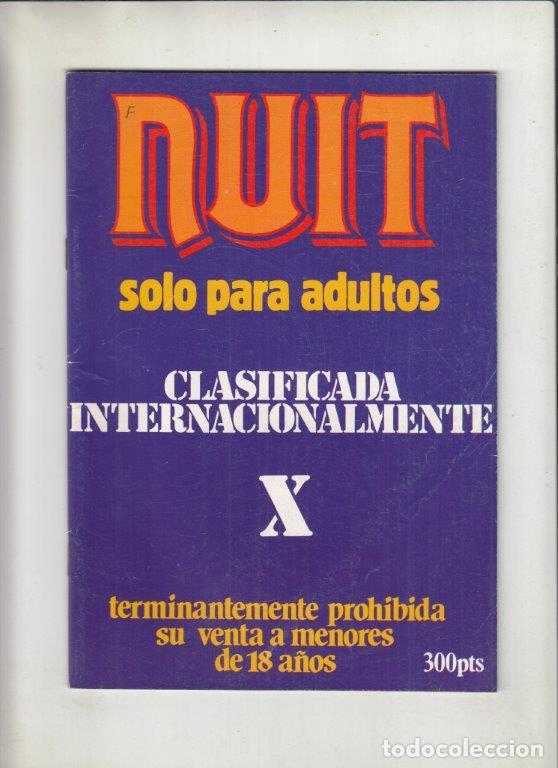 F
NUIT
solo para adultos
CLASIFICADA
INTERNACIONALMENTE
X
terminantemente prohibida
su venta a menores
de 18 años
300pts
todocoleccion